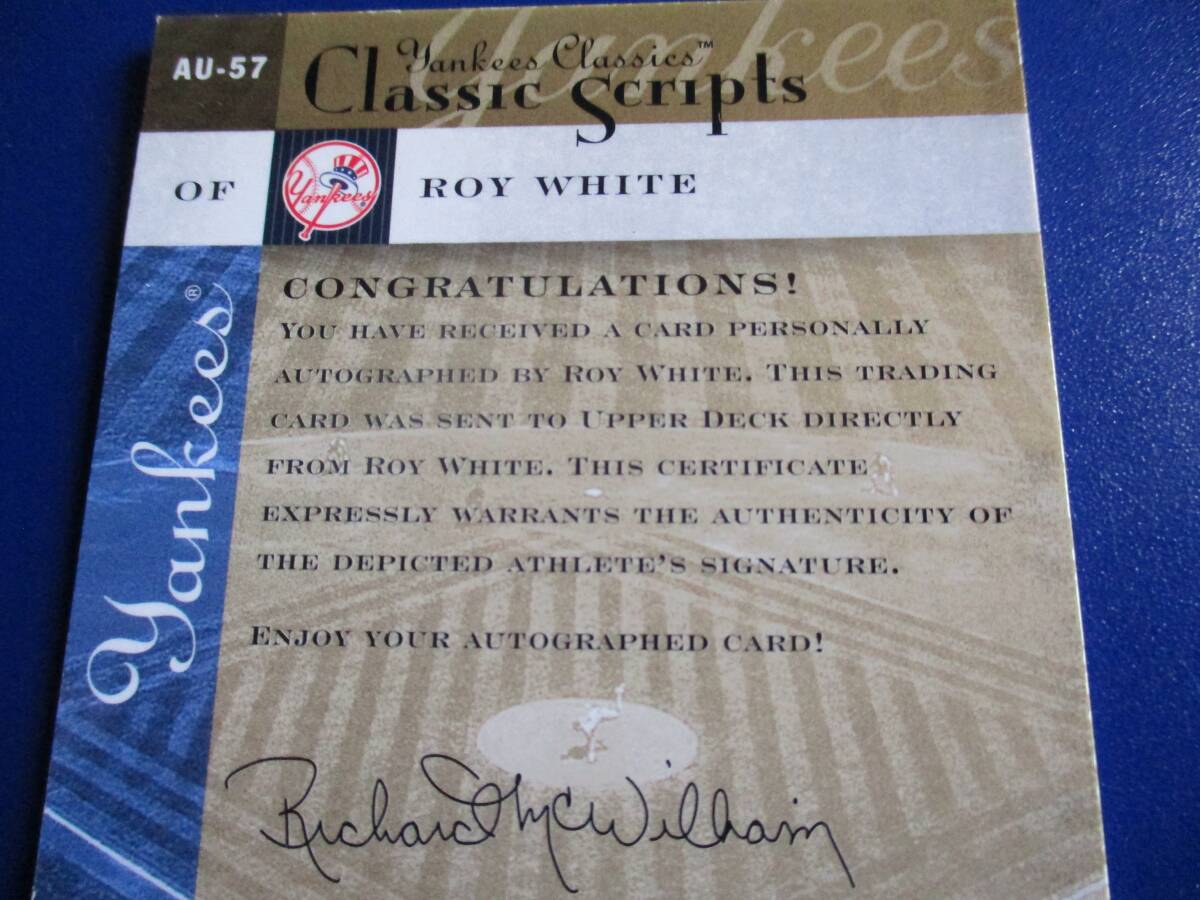 AU-57
Yankees
Yankees Classics™
Classic Scripts
OF
Yankees
ROY WHITE
Yankees®
CONGRATULATIONS!
YOU HAVE RECEIVED A CARD PERSONALLY
AUTOGRAPHED BY ROY WHITE. THIS TRADING
CARD WAS SENT TO UPPER DECK DIRECTLY
FROM ROY WHITE. THIS CERTIFICATE
EXPRESSLY WARRANTS THE AUTHENTICITY OF
THE DEPICTED ATHLETE'S SIGNATURE.
ENJOY YOUR AUTOGRAPHED CARD!
Richard McWilliam